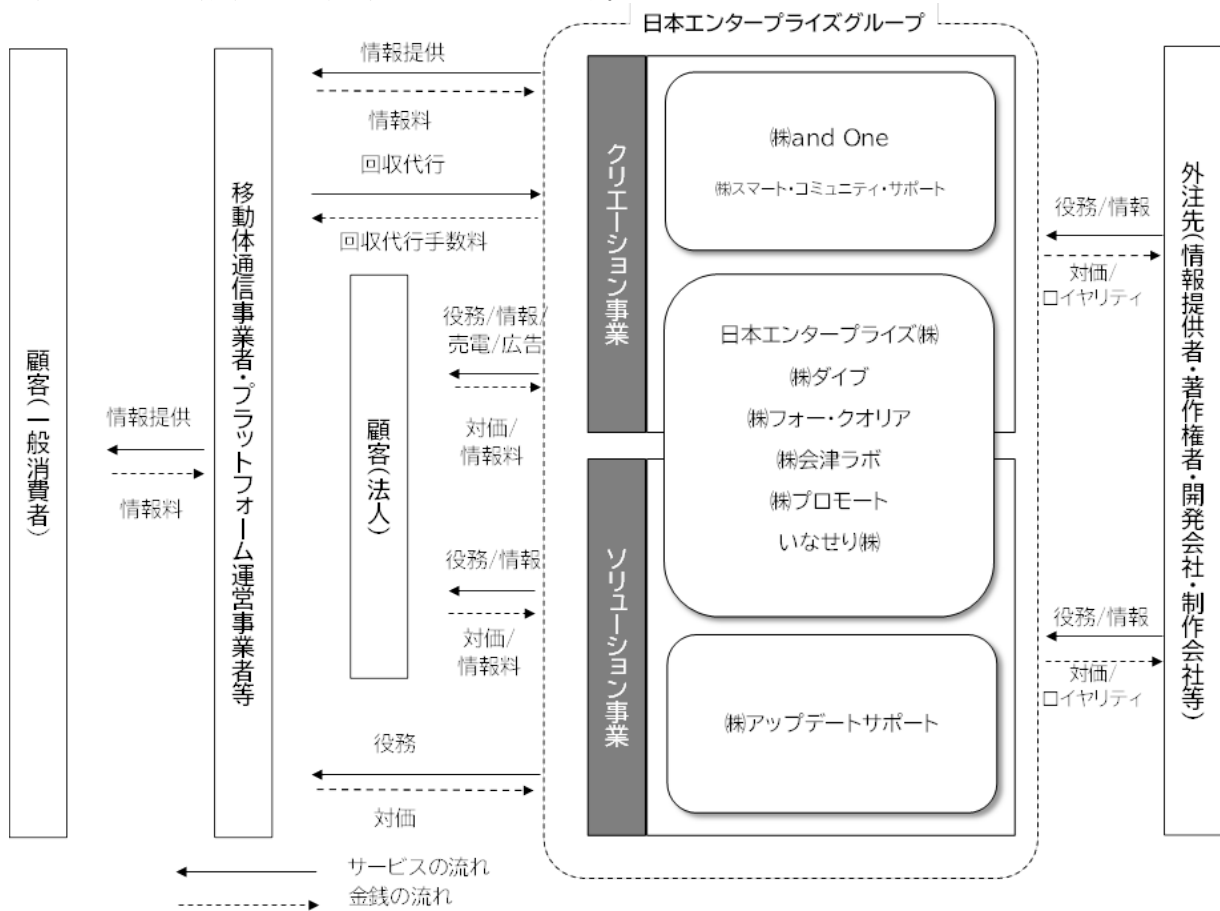 日本エンタープライズグループ
顧客(一般消費者)
情報提供
情報料
移動体通信事業者・プラットフォーム運営事業者等
情報提供
情報料
回収代行
回収代行手数料
顧客(法人)
役務/情報/
売電/広告
対価/
情報料
役務/情報
対価/
情報料
役務
対価
クリエーション事業
㈱and One
㈱スマート・コミュニティ・サポート
日本エンタープライズ㈱
㈱ダイブ
㈱フォー・クオリア
㈱会津ラボ
㈱プロモート
いなせり㈱
ソリューション事業
㈱アップデートサポート
役務/情報
対価/
ロイヤリティ
役務/情報
対価/
ロイヤリティ
外注先(情報提供者・著作権者・開発会社・制作会社等)
サービスの流れ
金銭の流れ